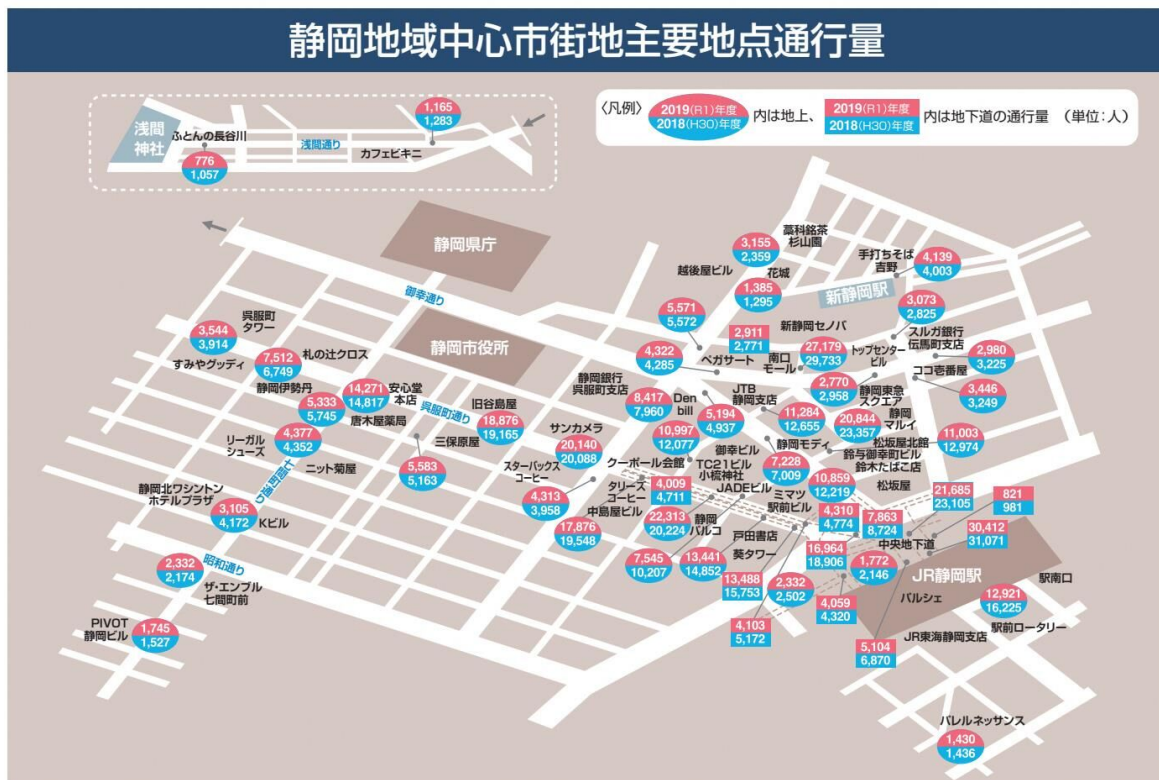 静岡地域中心市街地主要地点通行量
〈凡例〉
2019(R1)年度
2018(H30)年度
内は地上、
2019(R1)年度
2018(H30)年度
内は地下道の通行量 (単位:人)
浅間
神社
ふとんの長谷川
776
1,057
浅間通り
1,165
1,283
カフェビキニ
静岡県庁
御幸通り
静岡市役所
呉服町
タワー
3,544
3,914
すみやグッディ
7,512
6,749
札の辻クロス
静岡伊勢丹
5,333
5,745
14,271
14,817
安心堂
本店
唐木屋薬局
呉服町通り
リーガル
シューズ
4,377
4,352
七間町通り
ニット菊屋
静岡北ワシントン
ホテルプラザ
3,105
4,172
Kビル
昭和通り
2,332
2,174
ザ・エンブル
七間町前
PIVOT
静岡ビル
1,745
1,527
5,583
5,163
旧谷島屋
18,876
19,165
三保原屋
サンカメラ
20,140
20,088
スターバックス
コーヒー
4,313
3,958
中島屋ビル
17,876
19,548
藁科銘茶
杉山園
3,155
2,359
越後屋ビル
花城
1,385
1,295
手打ちそば
吉野
4,139
4,003
新静岡駅
5,571
5,572
3,073
2,825
スルガ銀行
伝馬町支店
2,980
3,225
4,322
4,285
ペガサート
2,911
2,771
新静岡セノバ
南口
モール
27,179
29,733
トップセンター
ビル
ココ壱番屋
3,446
3,249
静岡銀行
呉服町支店
8,417
7,960
Den
bill
5,194
4,937
JTB
静岡支店
2,770
2,958
静岡東急
スクエア
11,284
12,655
20,844
23,357
静岡
マルイ
松坂屋北館
11,003
12,974
10,997
12,077
御幸ビル
静岡モディ
7,228
7,009
鈴与御幸町ビル
鈴木たばこ店
クーポール会館
TC21ビル
小梳神社
タリーズ
コーヒー
4,009
4,711
JADEビル
ミマツ
駅前ビル
10,859
12,219
松坂屋
21,685
23,105
821
981
22,313
20,224
静岡
パルコ
戸田書店
葵タワー
4,310
4,774
7,863
8,724
中央地下道
30,412
31,071
7,545
10,207
13,441
14,852
16,964
18,906
1,772
2,146
JR静岡駅
13,488
15,753
2,332
2,502
パルシェ
駅南口
4,059
4,320
12,921
16,225
駅前ロータリー
4,103
5,172
JR東海静岡支店
5,104
6,870
パレルネッサンス
1,430
1,436